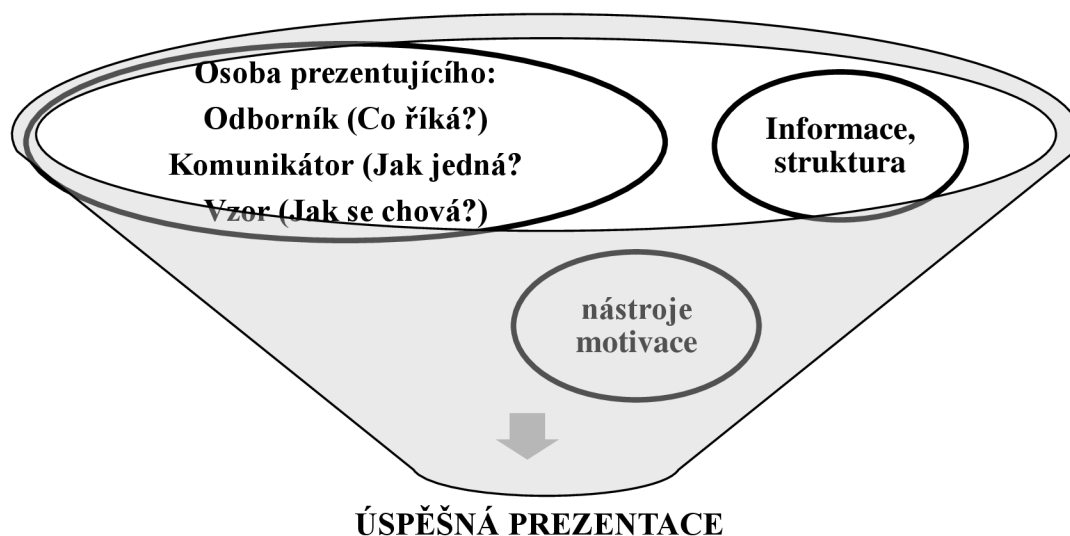 Osoba prezentujícího:
Odborník (Co říká?)
Komunikátor (Jak jedná?
Vzor (Jak se chová?)
Informace,
struktura
nástroje
motivace
ÚSPĚŠNÁ PREZENTACE